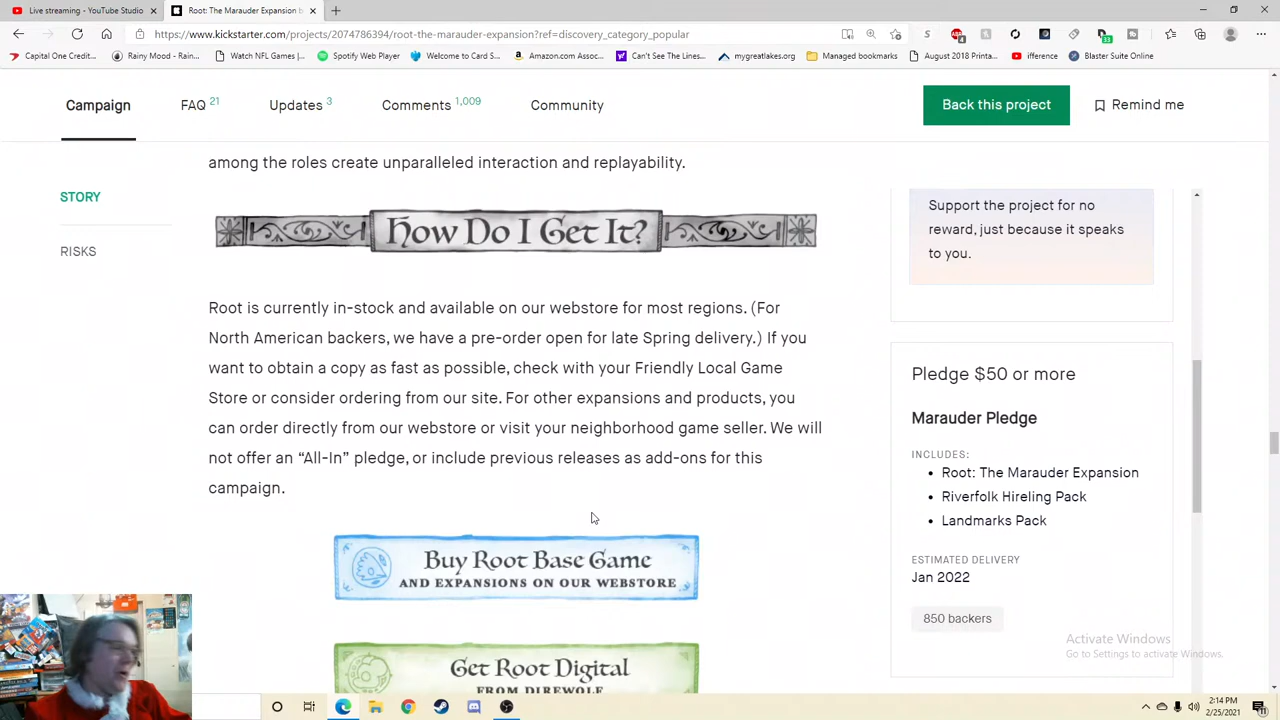 Live streaming - YouTube Studio
Root: The Marauder Expansion b
https://www.kickstarter.com/projects/2074786394/root-the-marauder-expansion?ref=discovery_category_popular
Capital One Credit...
Rainy Mood - Rain...
Watch NFL Games |...
Spotify Web Player
Welcome to Card S...
Amazon.com Assoc...
Can't See The Lines...
mygreatlakes.org
Managed bookmarks
August 2018 Printa...
ifference
Blaster Suite Online
Campaign
FAQ 21
Updates 3
Comments 1,009
Community
Back this project
Remind me
STORY
RISKS
among the roles create unparalleled interaction and replayability.
How Do I Get It?
Root is currently in-stock and available on our webstore for most regions. (For
North American backers, we have a pre-order open for late Spring delivery.) If you
want to obtain a copy as fast as possible, check with your Friendly Local Game
Store or consider ordering from our site. For other expansions and products, you
can order directly from our webstore or visit your neighborhood game seller. We will
not offer an “All-In” pledge, or include previous releases as add-ons for this
campaign.
Buy Root Base Game
AND EXPANSIONS ON OUR WEBSTORE
Get Root Digital
FROM DIREWOLF
Support the project for no
reward, just because it speaks
to you.
Pledge $50 or more
Marauder Pledge
INCLUDES:
• Root: The Marauder Expansion
• Riverfolk Hireling Pack
• Landmarks Pack
ESTIMATED DELIVERY
Jan 2022
850 backers
Activate Windows
Go to Settings to activate Windows.
2:14 PM
2/25/2021